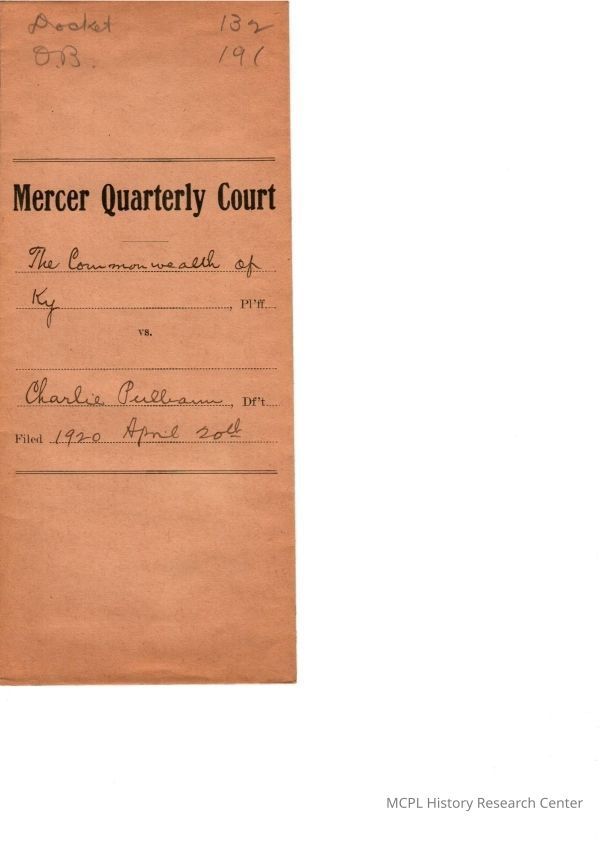 Docket 132
O.B. 191
Mercer Quarterly Court
The Commonwealth of
Ky, Pl'ff.
vs.
Charlie Pulliam, Df't.
Filed 1920 April 20th
MCPL History Research Center